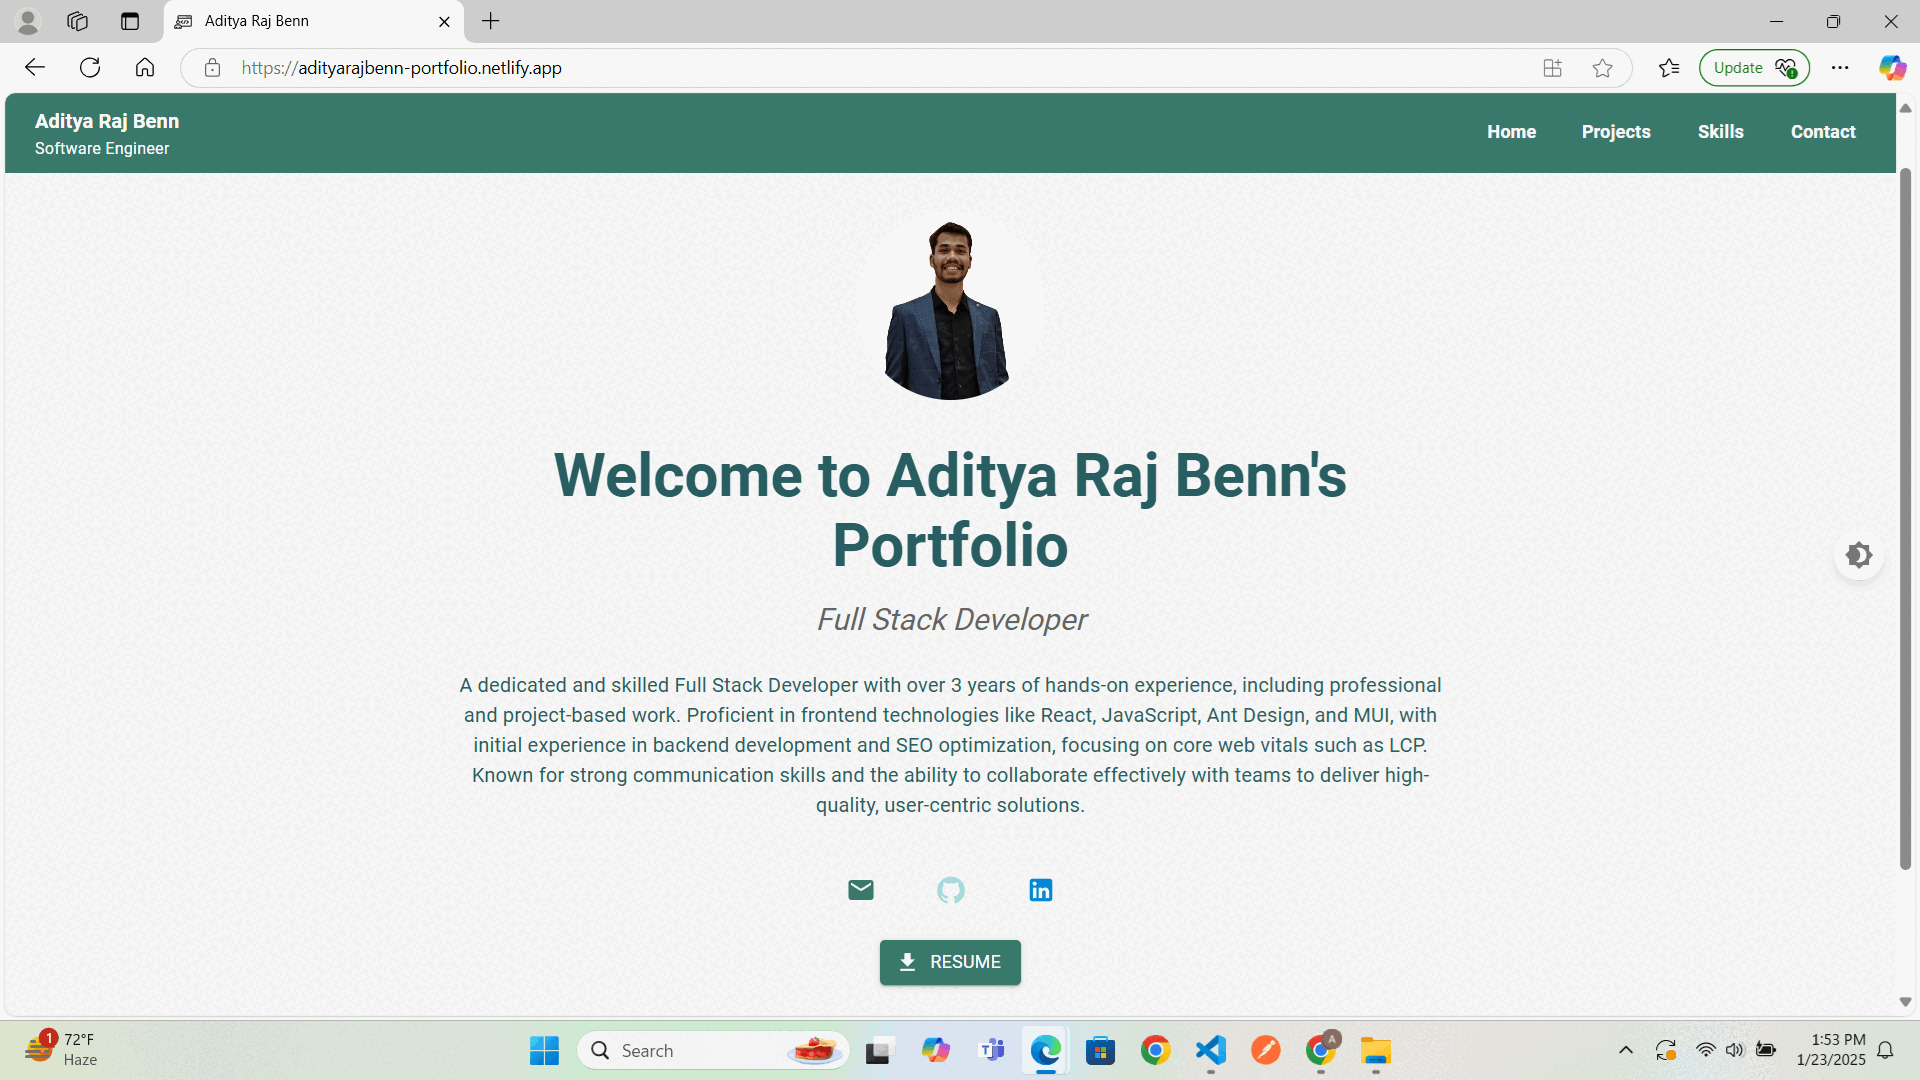 Aditya Raj Benn
https://adityarajbenn-portfolio.netlify.app
Update
Aditya Raj Benn
Software Engineer
Home
Projects
Skills
Contact
Welcome to Aditya Raj Benn's
Portfolio
Full Stack Developer
A dedicated and skilled Full Stack Developer with over 3 years of hands-on experience, including professional
and project-based work. Proficient in frontend technologies like React, JavaScript, Ant Design, and MUI, with
initial experience in backend development and SEO optimization, focusing on core web vitals such as LCP.
Known for strong communication skills and the ability to collaborate effectively with teams to deliver high-
quality, user-centric solutions.
in
RESUME
1
72°F
Haze
Search
T
A
1:53 PM
1/23/2025